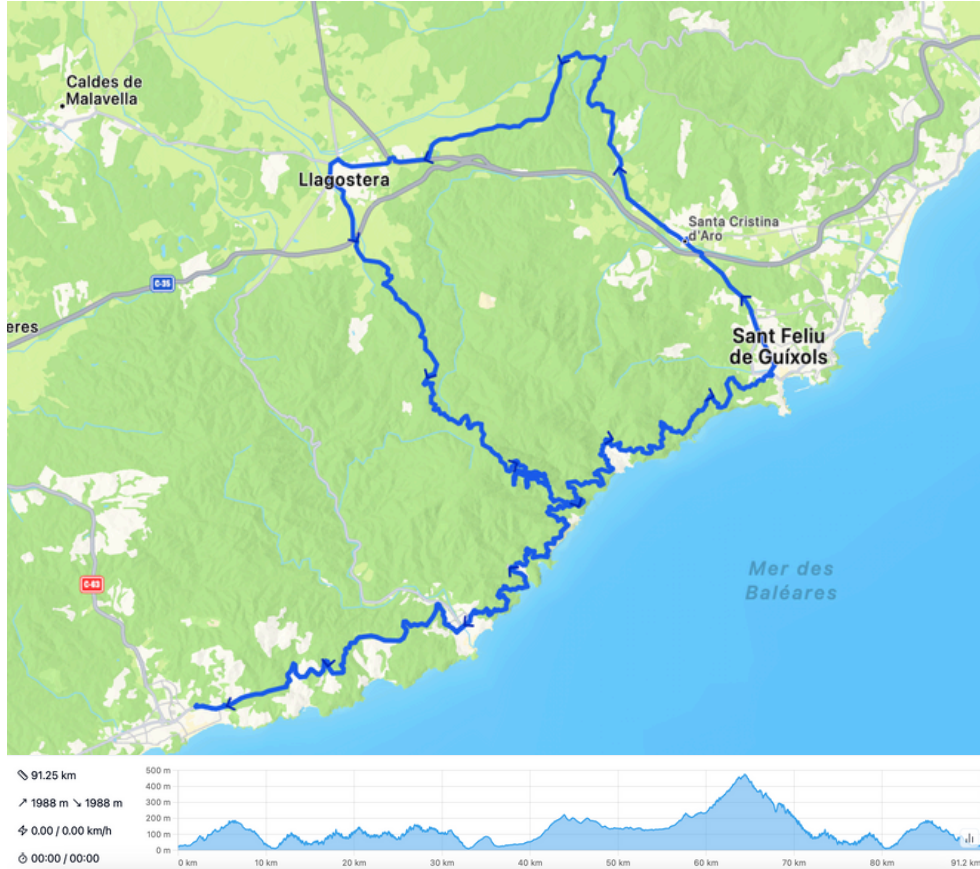 Caldes de
Malavella
Llagostera
Santa Cristina
d'Aro
C-35
eres
Sant Feliu
de Guíxols
Mer des
Baléares
C-63
91.25 km
1988 m 1988 m
0.00 / 0.00 km/h
00:00 / 00:00
500 m
400 m
300 m
200 m
100 m
0 m
0 km 10 km 20 km 30 km 40 km 50 km 60 km 70 km 80 km 91.2 km